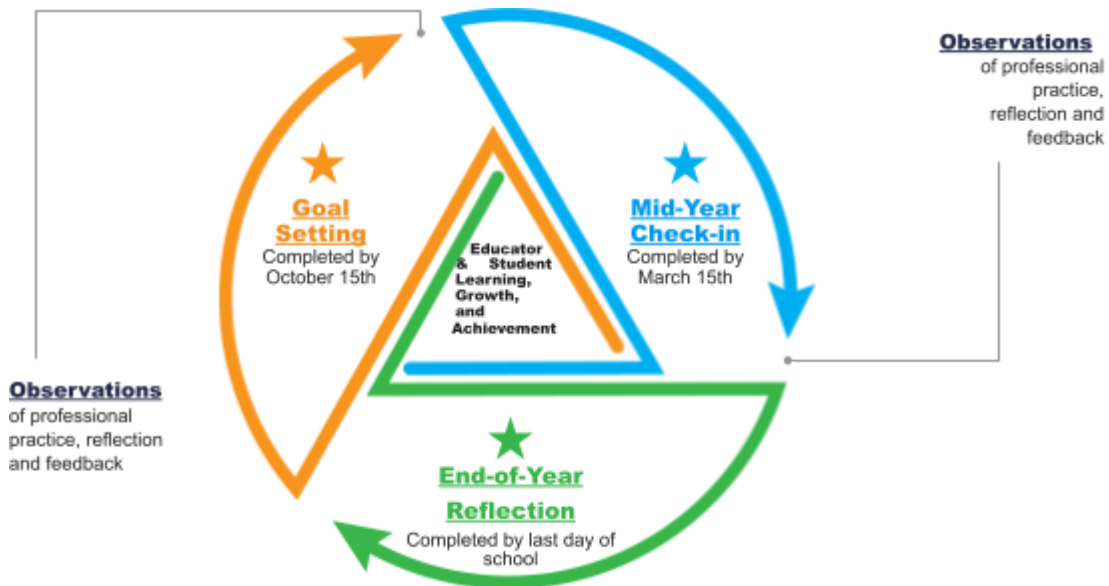 Observations
of professional
practice,
reflection and
feedback
Goal
Setting
Completed by
October 15th
Mid-Year
Check-in
Completed by
March 15th
Educator
& Student
Learning,
Growth,
and
Achievement
Observations
of professional
practice, reflection
and feedback
End-of-Year
Reflection
Completed by last day of
school